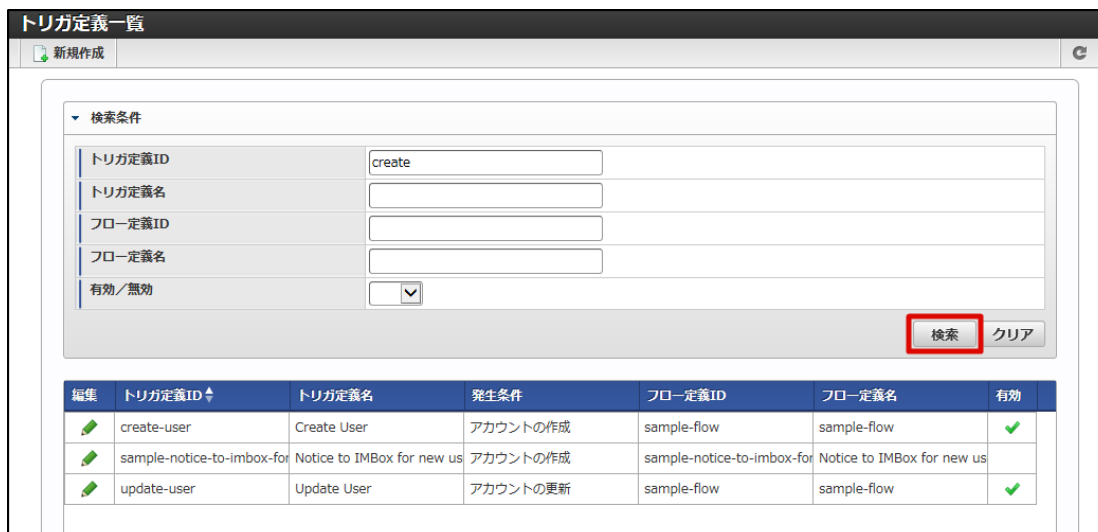 トリガ定義一覧
新規作成
検索条件
トリガ定義ID create
トリガ定義名
フロー定義ID
フロー定義名
有効／無効
検索 クリア
編集 トリガ定義ID トリガ定義名 発生条件 フロー定義ID フロー定義名 有効
create-user Create User アカウントの作成 sample-flow sample-flow
sample-notice-to-imbox-for Notice to IMBox for new us アカウントの作成 sample-notice-to-imbox-for Notice to IMBox for new us
update-user Update User アカウントの更新 sample-flow sample-flow